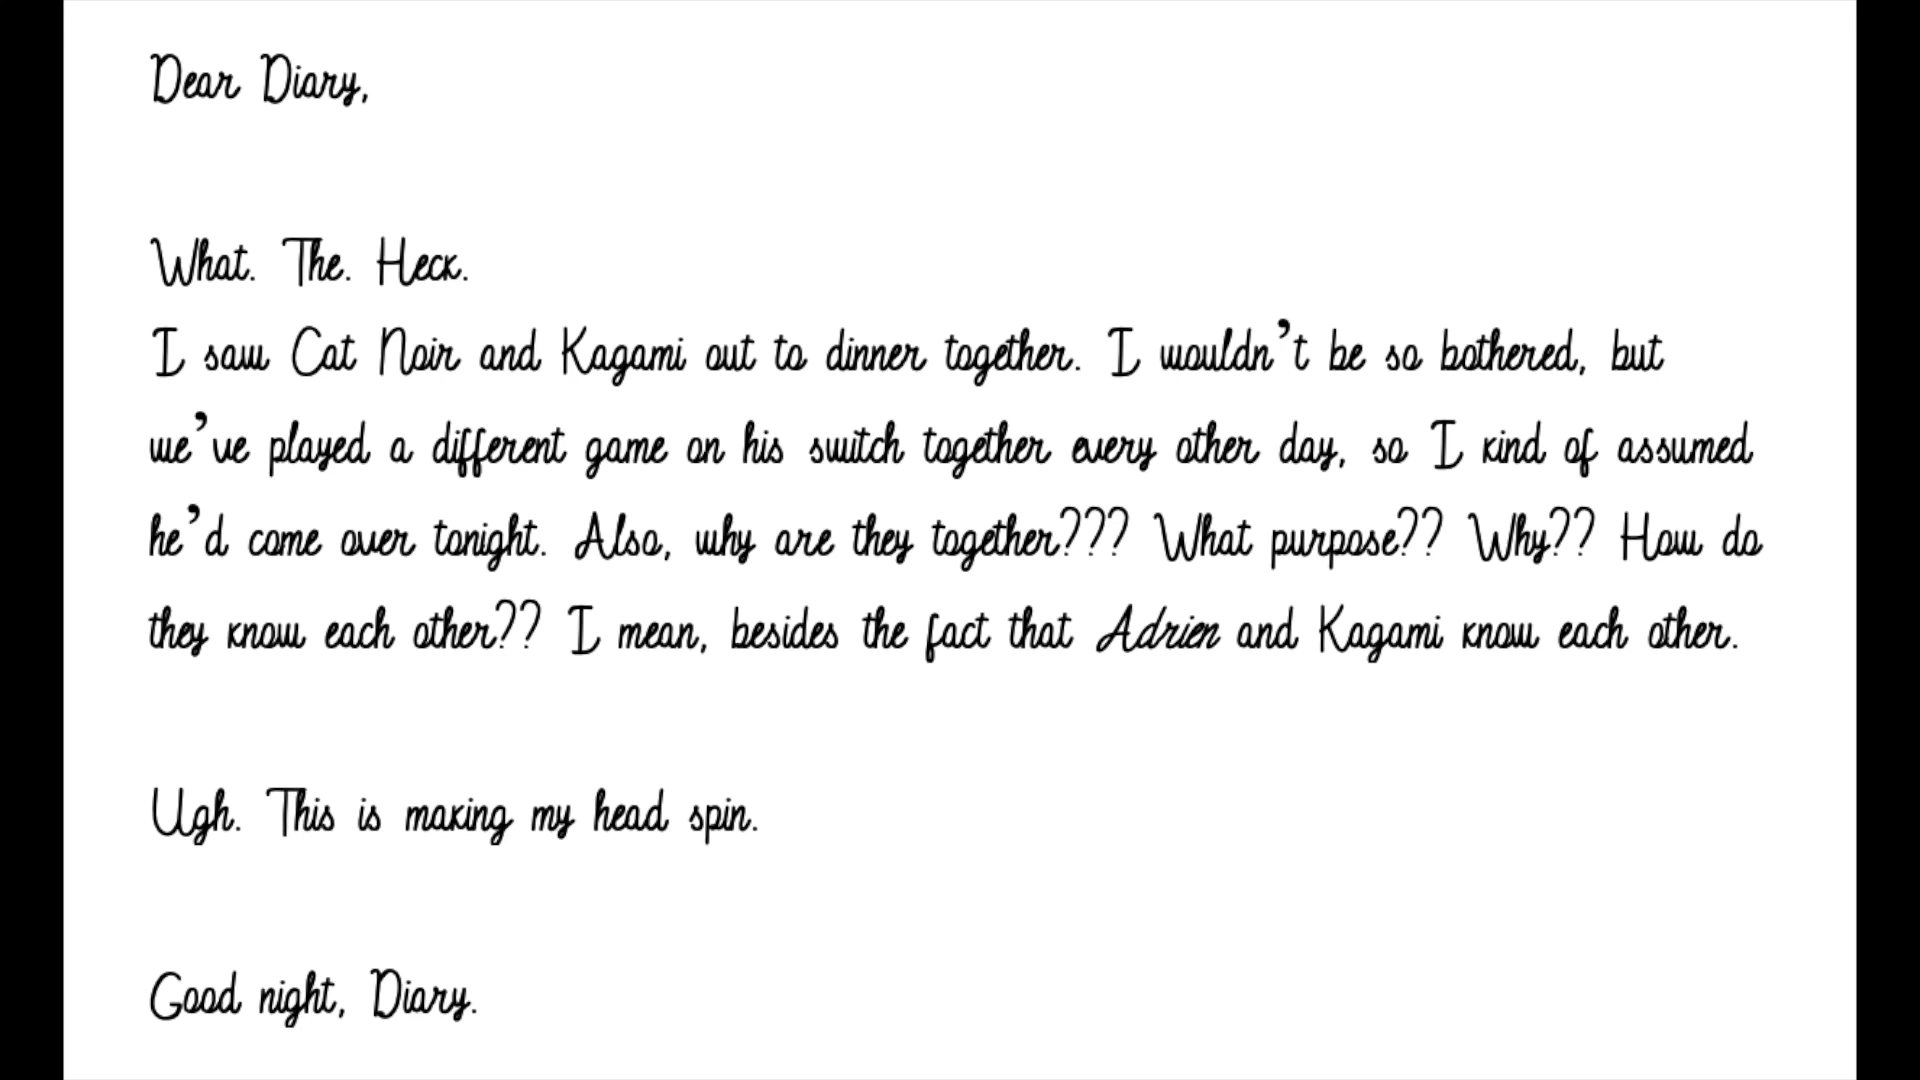 Dear Diary,
What. The. Heck.
I saw Cat Noir and Kagami out to dinner together. I wouldn't be so bothered, but
we've played a different game on his switch together every other day, so I kind of assumed
he'd come over tonight. Also, why are they together??? What purpose?? Why?? How do
they know each other?? I mean, besides the fact that Adrien and Kagami know each other.
Ugh. This is making my head spin.
Good night, Diary.